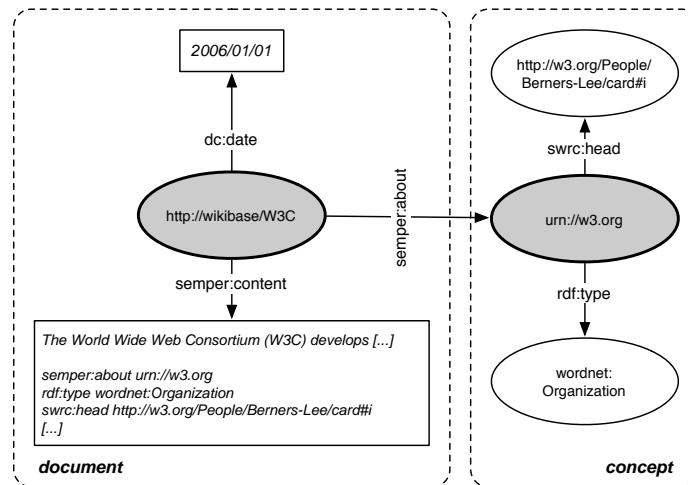 2006/01/01
dc:date
http://wikibase/W3C
semper:content
The World Wide Web Consortium (W3C) develops [...]
semper:about urn://w3.org
rdf:type wordnet:Organization
swrc:head http://w3.org/People/Berners-Lee/card#i
[...]
document
semper:about
http://w3.org/People/
Berners-Lee/card#i
swrc:head
urn://w3.org
rdf:type
wordnet:
Organization
concept